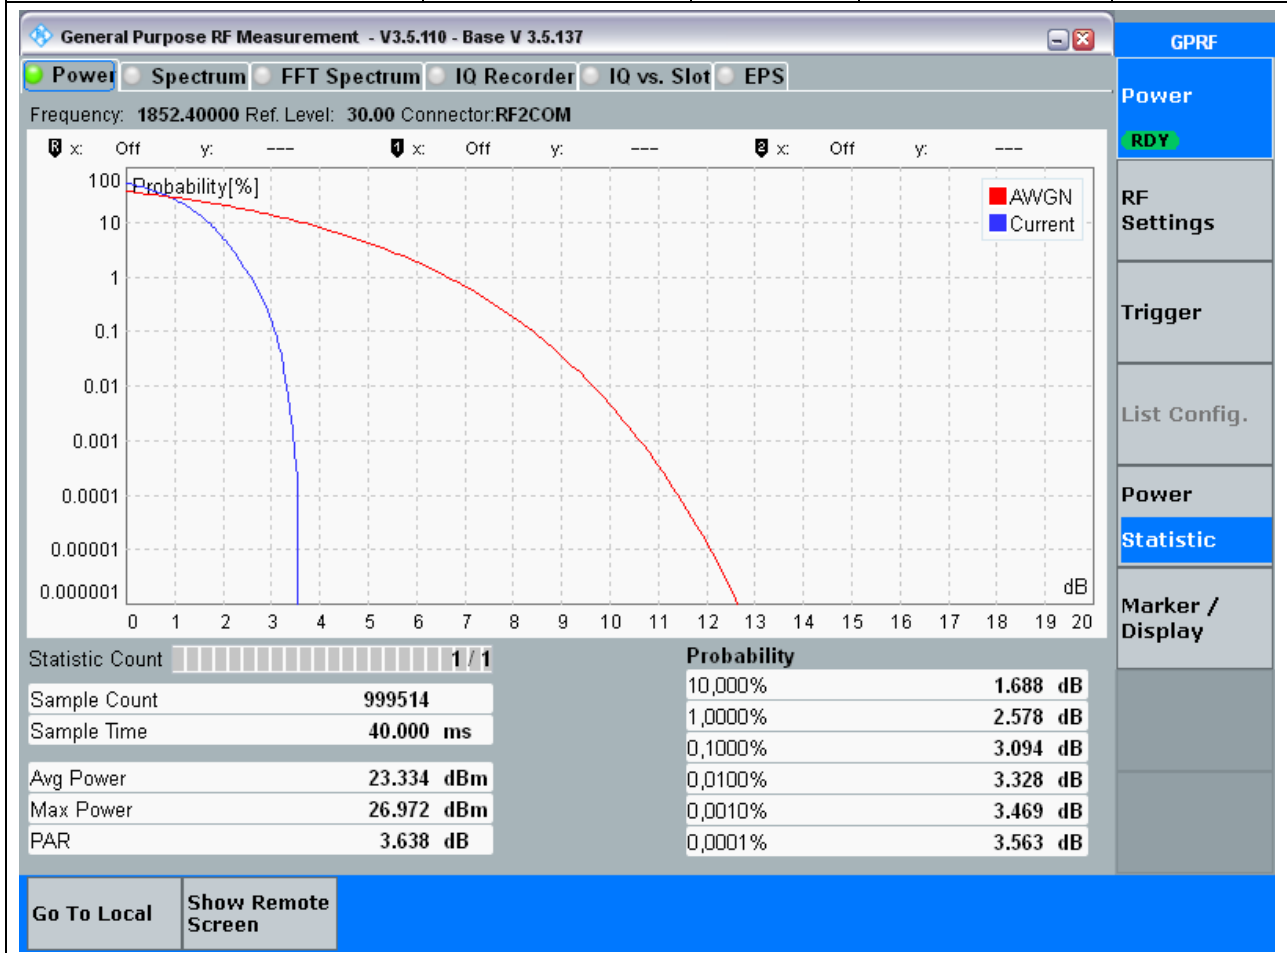 General Purpose RF Measurement - V3.5.110 - Base V 3.5.137
GPRF
Power Spectrum FFT Spectrum IQ Recorder IQ vs. Slot EPS
Frequency: 1852.40000 Ref. Level: 30.00 Connector:RF2COM
R x: Off y: --- 1 x: Off y: --- 2 x: Off y: ---
Probability[%]
100
10
1
0.1
0.01
0.001
0.0001
0.00001
0.000001
AWGN
Current
dB
0 1 2 3 4 5 6 7 8 9 10 11 12 13 14 15 16 17 18 19 20
Statistic Count 1 / 1
Sample Count 999514
Sample Time 40.000 ms
Avg Power 23.334 dBm
Max Power 26.972 dBm
PAR 3.638 dB
Probability
10,000% 1.688 dB
1,0000% 2.578 dB
0,1000% 3.094 dB
0,0100% 3.328 dB
0,0010% 3.469 dB
0,0001% 3.563 dB
Power
RDY
RF
Settings
Trigger
List Config.
Power
Statistic
Marker /
Display
Go To Local
Show Remote
Screen